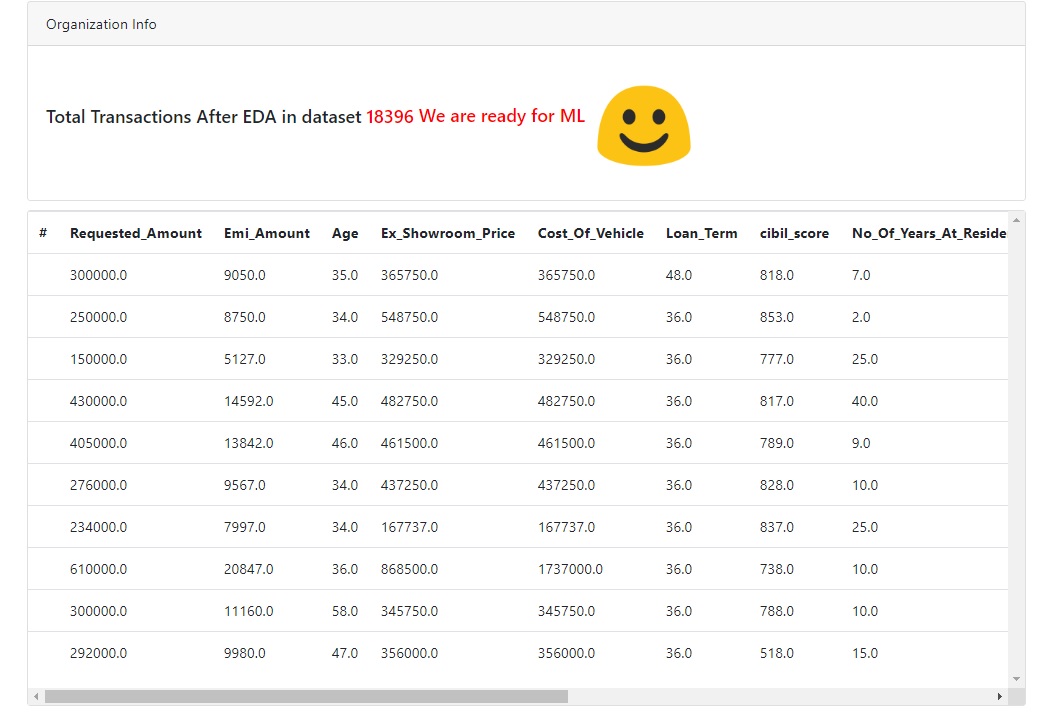 Organization Info
Total Transactions After EDA in dataset 18396 We are ready for ML
# Requested_Amount Emi_Amount Age Ex_Showroom_Price Cost_Of_Vehicle Loan_Term cibil_score No_Of_Years_At_Reside
300000.0 9050.0 35.0 365750.0 365750.0 48.0 818.0 7.0
250000.0 8750.0 34.0 548750.0 548750.0 36.0 853.0 2.0
150000.0 5127.0 33.0 329250.0 329250.0 36.0 777.0 25.0
430000.0 14592.0 45.0 482750.0 482750.0 36.0 817.0 40.0
405000.0 13842.0 46.0 461500.0 461500.0 36.0 789.0 9.0
276000.0 9567.0 34.0 437250.0 437250.0 36.0 828.0 10.0
234000.0 7997.0 34.0 167737.0 167737.0 36.0 837.0 25.0
610000.0 20847.0 36.0 868500.0 1737000.0 36.0 738.0 10.0
300000.0 11160.0 58.0 345750.0 345750.0 36.0 788.0 10.0
292000.0 9980.0 47.0 356000.0 356000.0 36.0 518.0 15.0